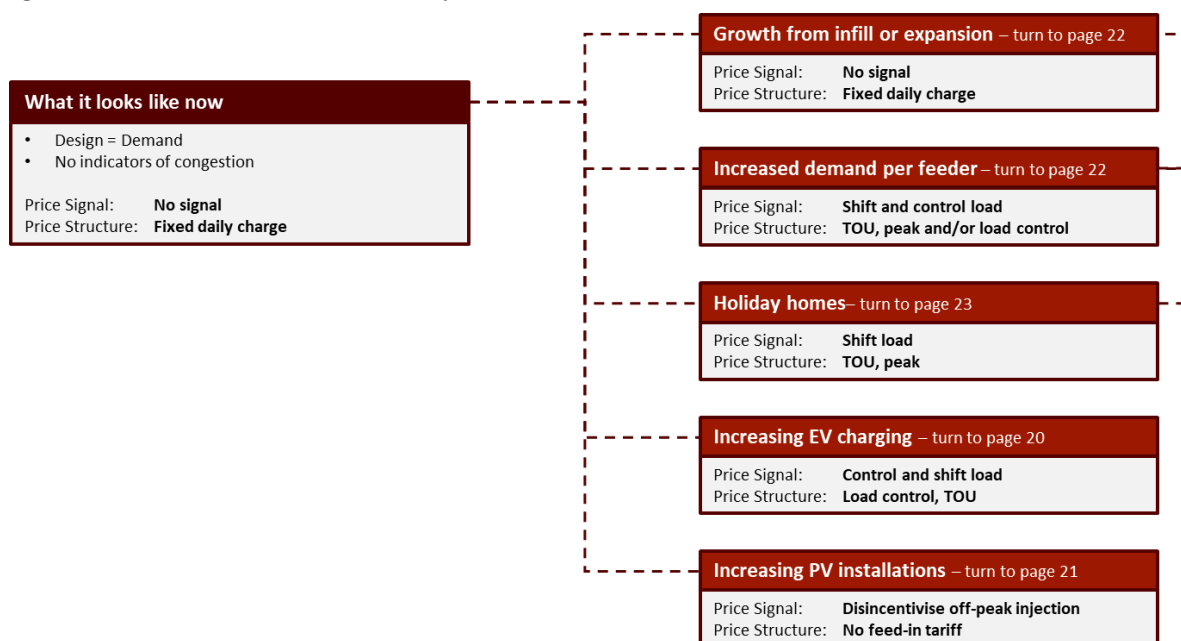 What it looks like now
• Design = Demand
• No indicators of congestion
Price Signal: No signal
Price Structure: Fixed daily charge
Growth from infill or expansion – turn to page 22
Price Signal: No signal
Price Structure: Fixed daily charge
Increased demand per feeder – turn to page 22
Price Signal: Shift and control load
Price Structure: TOU, peak and/or load control
Holiday homes– turn to page 23
Price Signal: Shift load
Price Structure: TOU, peak
Increasing EV charging – turn to page 20
Price Signal: Control and shift load
Price Structure: Load control, TOU
Increasing PV installations – turn to page 21
Price Signal: Disincentivise off-peak injection
Price Structure: No feed-in tariff